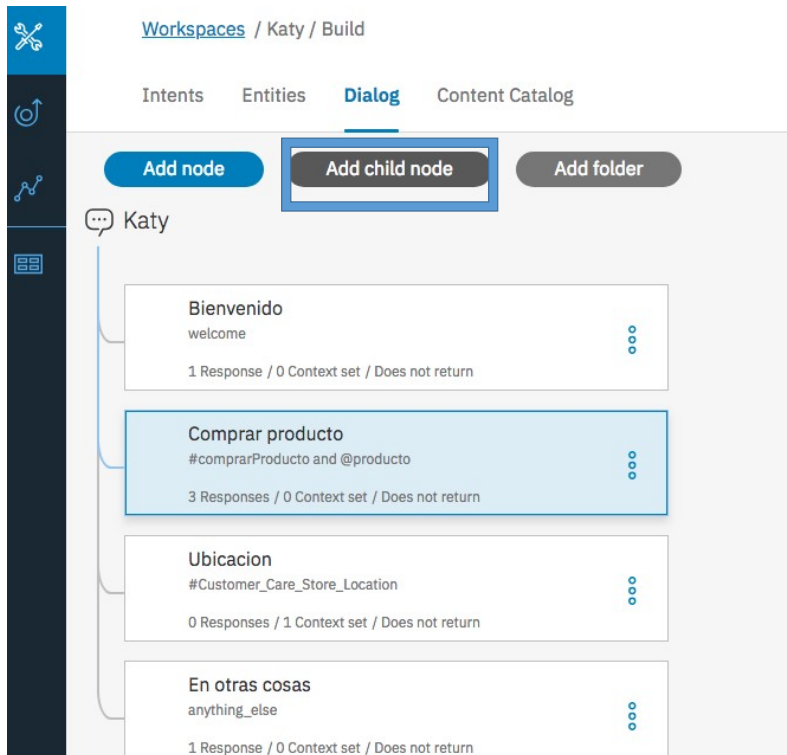 Workspaces / Katy / Build
Intents Entities Dialog Content Catalog
Add node Add child node Add folder
Katy
Bienvenido
welcome
1 Response / 0 Context set / Does not return
Comprar producto
#comprarProducto and @producto
3 Responses / 0 Context set / Does not return
Ubicacion
#Customer_Care_Store_Location
0 Responses / 1 Context set / Does not return
En otras cosas
anything_else
1 Response / 0 Context set / Does not return